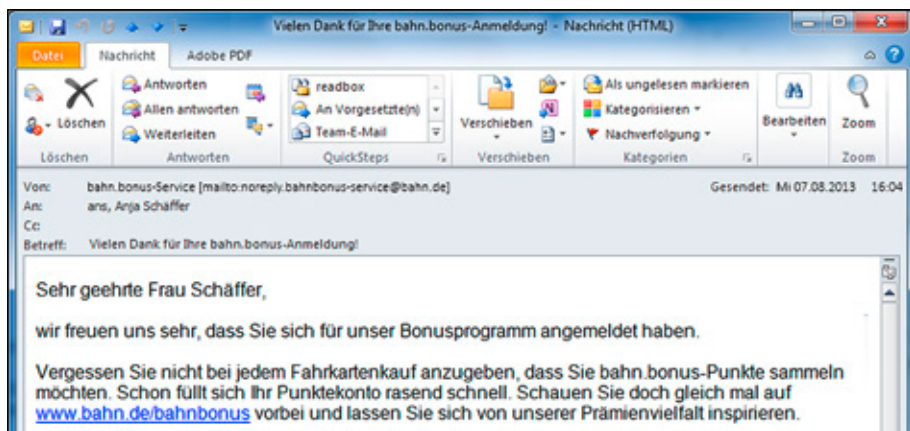 Vielen Dank für Ihre bahn.bonus-Anmeldung! - Nachricht (HTML)
Datei Nachricht Adobe PDF
Löschen
Antworten
Allen antworten
Weiterleiten
readbox
An Vorgesetzte(n)
Team-E-Mail
Verschieben
Als ungelesen markieren
Kategorisieren
Nachverfolgung
Bearbeiten
Zoom
Löschen Antworten QuickSteps Verschieben Kategorien Zoom
Von: bahn.bonus-Service [mailto:noreply.bahnbonus-service@bahn.de] Gesendet: Mi 07.08.2013 16:04
An: ans, Anja Schäffer
Cc:
Betreff: Vielen Dank für Ihre bahn.bonus-Anmeldung!
Sehr geehrte Frau Schäffer,
wir freuen uns sehr, dass Sie sich für unser Bonusprogramm angemeldet haben.
Vergessen Sie nicht bei jedem Fahrkartenkauf anzugeben, dass Sie bahn.bonus-Punkte sammeln
möchten. Schon füllt sich Ihr Punktekonto rasend schnell. Schauen Sie doch gleich mal auf
www.bahn.de/bahnbonus vorbei und lassen Sie sich von unserer Prämienvielfalt inspirieren.